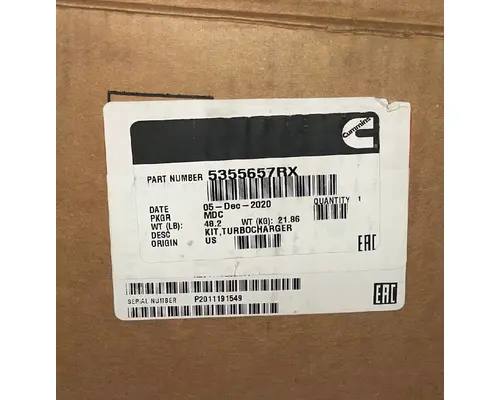 Cummins
PART NUMBER 5355657RX
DATE 05-Dec-2020 QUANTITY 1
PKGR MDC
WT (LB): 48.2 WT (KG): 21.86
DESC KIT,TURBOCHARGER
ORIGIN US
EAC
EAC
SERIAL NUMBER P2011191549